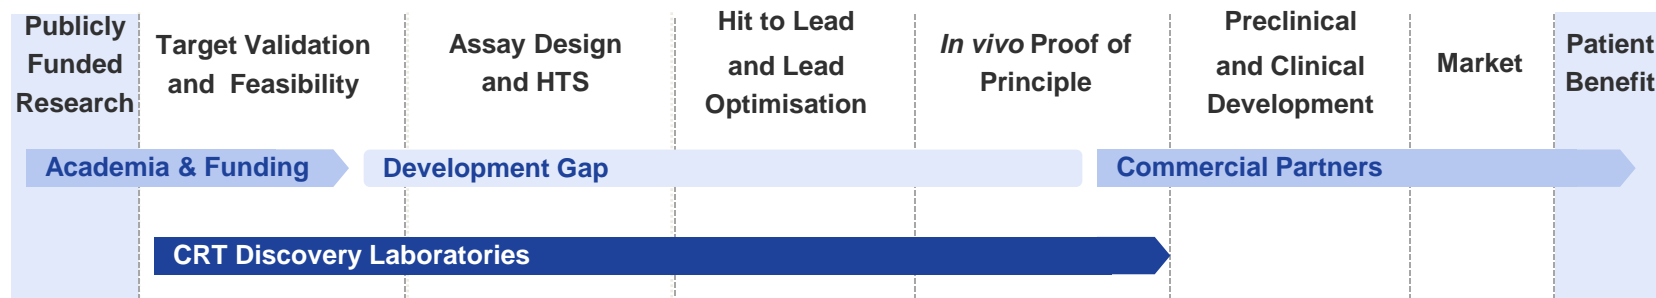 Publicly
Funded
Research
Target Validation
and Feasibility
Assay Design
and HTS
Hit to Lead
and Lead
Optimisation
In vivo Proof of
Principle
Preclinical
and Clinical
Development
Market
Patient
Benefit
Academia & Funding
Development Gap
Commercial Partners
CRT Discovery Laboratories